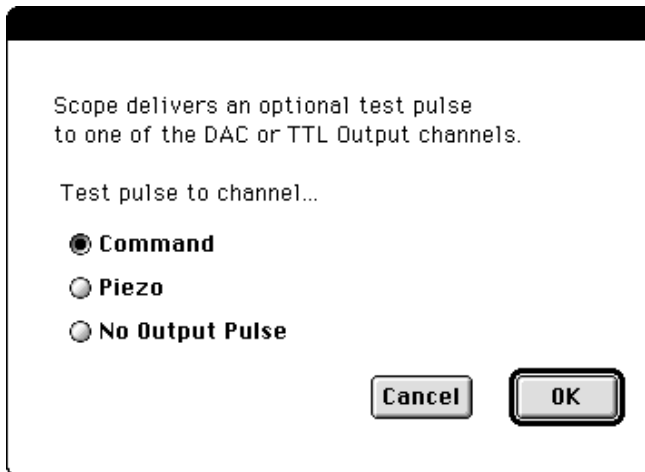 Scope delivers an optional test pulse
to one of the DAC or TTL Output channels.
Test pulse to channel...
Command
Piezo
No Output Pulse
Cancel OK